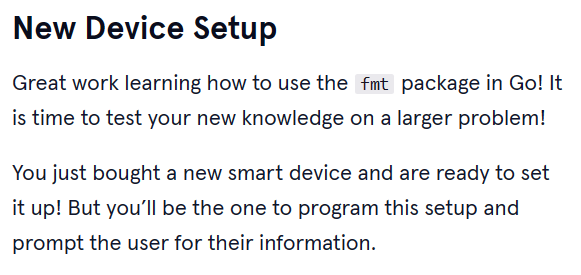 New Device Setup
Great work learning how to use the fmt package in Go! It
is time to test your new knowledge on a larger problem!
You just bought a new smart device and are ready to set
it up! But you’ll be the one to program this setup and
prompt the user for their information.